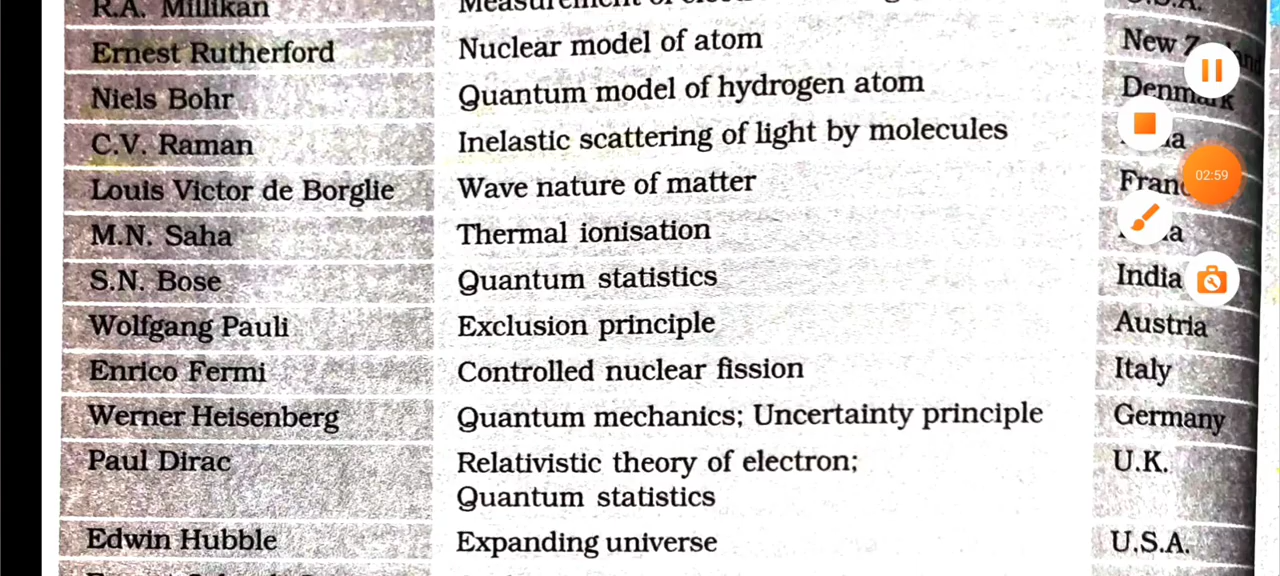 R.A. Millikan
Ernest Rutherford Nuclear model of atom New
Niels Bohr Quantum model of hydrogen atom Denmark
C.V. Raman Inelastic scattering of light by molecules
Louis Victor de Borglie Wave nature of matter
02:59
M.N. Saha Thermal ionisation
S.N. Bose Quantum statistics India
Wolfgang Pauli Exclusion principle Austria
Enrico Fermi Controlled nuclear fission Italy
Werner Heisenberg Quantum mechanics; Uncertainty principle Germany
Paul Dirac Relativistic theory of electron; U.K.
Quantum statistics
Edwin Hubble Expanding universe U.S.A.